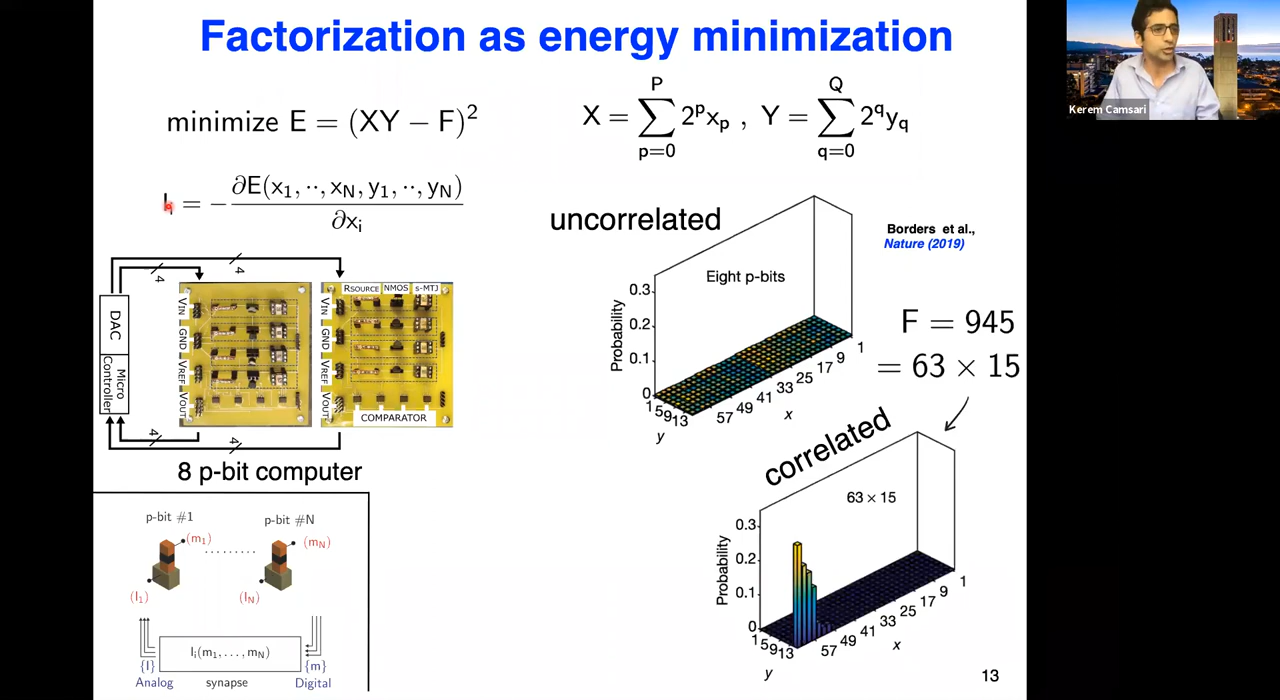 Factorization as energy minimization
minimize E = (XY − F)²
X = ∑ 2ᵖxₚ , Y = ∑ 2^q y_q
P
p=0
Q
q=0
= − ∂E(x₁, ··, x_N, y₁, ··, y_N)
∂xᵢ
uncorrelated
Borders et al.,
Nature (2019)
Eight p-bits
Probability
0.3
0.2
0.1
0
1 5 9 13
y
57 49 41 33 25 17 9 1
x
F = 945
= 63 × 15
correlated
63 × 15
Probability
0.3
0.2
0.1
0
1 5 9 13
y
57 49 41 33 25 17 9 1
x
4
4
DAC
Micro
Controller
VIN
GND
VREF
VOUT
RSOURCE NMOS s-MTJ
VIN
GND
VREF
VOUT
COMPARATOR
4
4
8 p-bit computer
p-bit #1
p-bit #N
(m₁)
(m_N)
(I₁)
(I_N)
Iᵢ(m₁, . . . , m_N)
{I}
{m}
Analog
synapse
Digital
13
Kerem Camsari